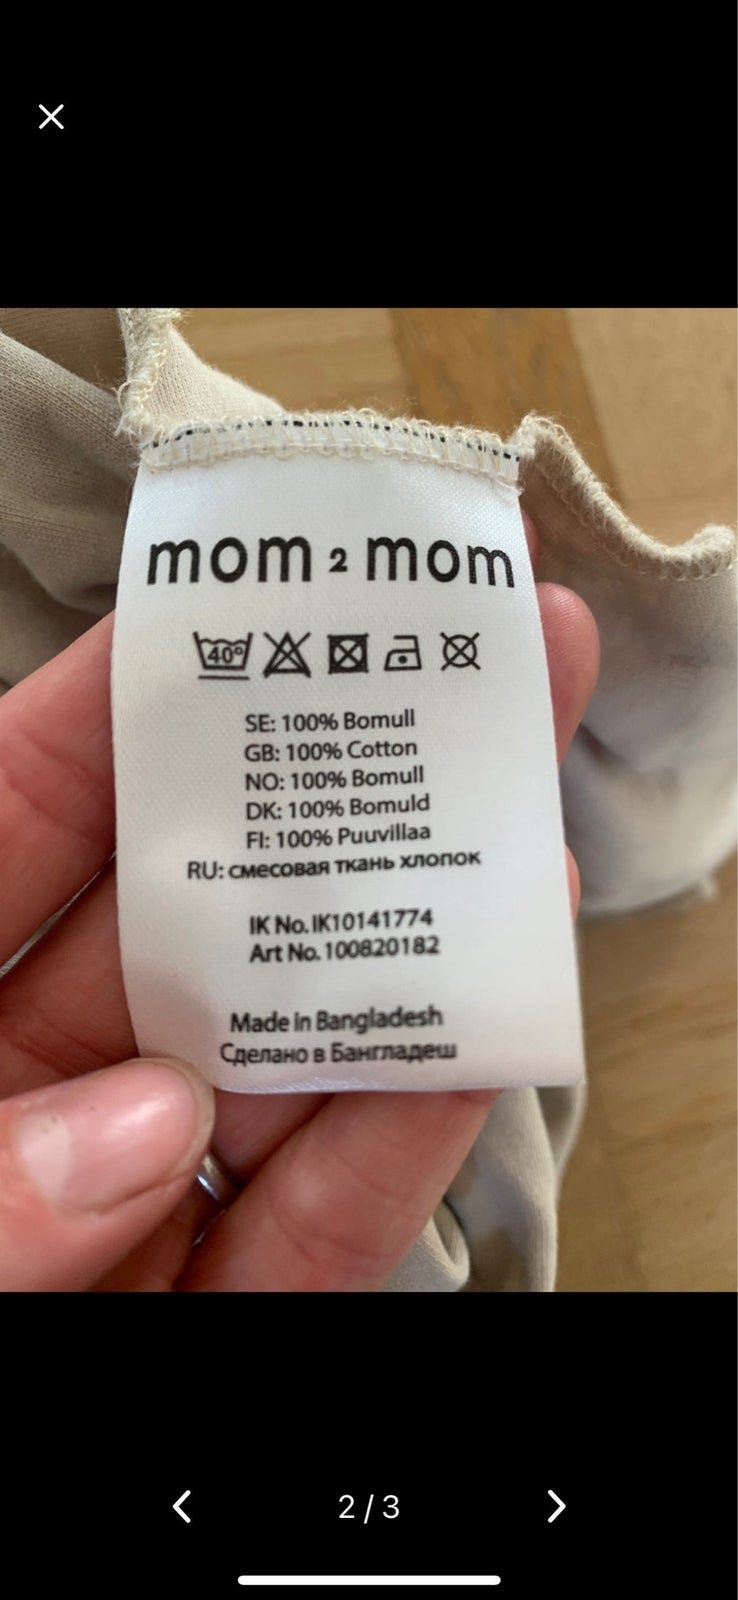 mom 2 mom
40°
SE: 100% Bomull
GB: 100% Cotton
NO: 100% Bomull
DK: 100% Bomuld
FI: 100% Puuvillaa
RU: смесовая ткань хлопок
IK No. IK10141774
Art No. 100820182
Made in Bangladesh
Сделано в Бангладеш
2 / 3